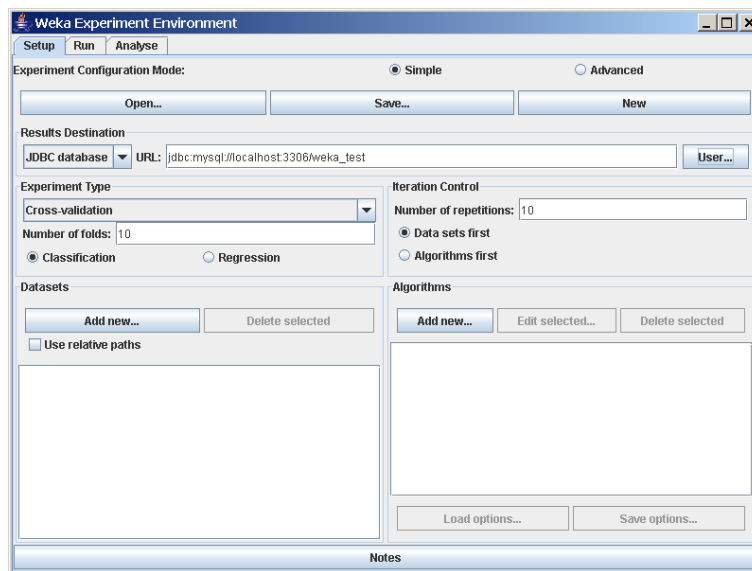 Weka Experiment Environment
Setup Run Analyse
Experiment Configuration Mode: Simple Advanced
Open... Save... New
Results Destination
JDBC database URL: jdbc:mysql://localhost:3306/weka_test User...
Experiment Type
Cross-validation
Number of folds: 10
Classification Regression
Iteration Control
Number of repetitions: 10
Data sets first
Algorithms first
Datasets
Add new... Delete selected
Use relative paths
Algorithms
Add new... Edit selected... Delete selected
Load options... Save options...
Notes